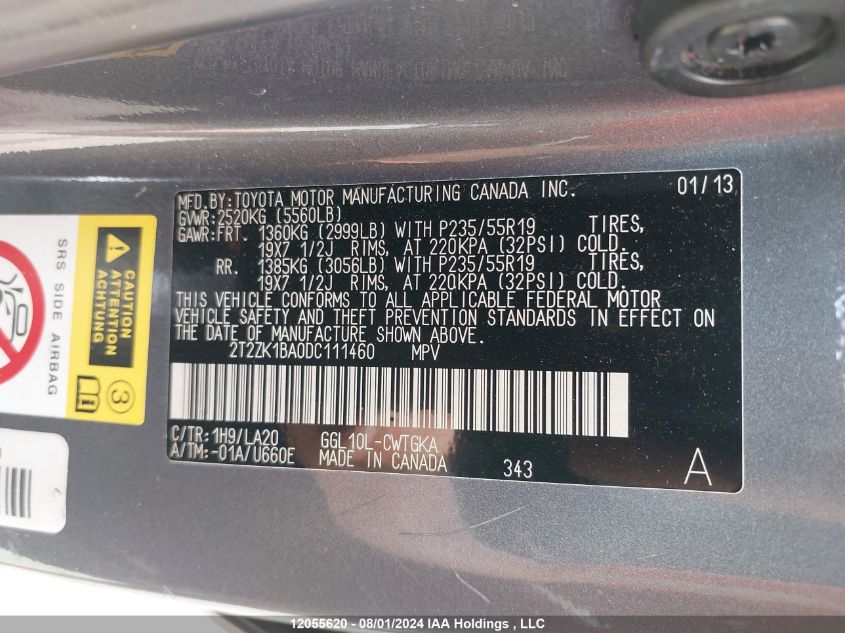 MFD.BY:TOYOTA MOTOR MANUFACTURING CANADA INC. 01/13
GVWR:2520KG (5560LB)
GAWR:FRT. 1360KG (2999LB) WITH P235/55R19 TIRES,
19X7 1/2J RIMS, AT 220KPA (32PSI) COLD.
RR. 1385KG (3056LB) WITH P235/55R19 TIRES,
19X7 1/2J RIMS, AT 220KPA (32PSI) COLD.
THIS VEHICLE CONFORMS TO ALL APPLICABLE FEDERAL MOTOR
VEHICLE SAFETY AND THEFT PREVENTION STANDARDS IN EFFECT ON
THE DATE OF MANUFACTURE SHOWN ABOVE.
2T2ZK1BA0DC111460 MPV
C/TR:1H9/LA20 GGL10L-CWTGKA
A/TM:-01A/U660E MADE IN CANADA 343 A
SRS SIDE AIRBAG
CAUTION
ATTENTION
ACHTUNG
3
12055620 - 08/01/2024 IAA Holdings , LLC